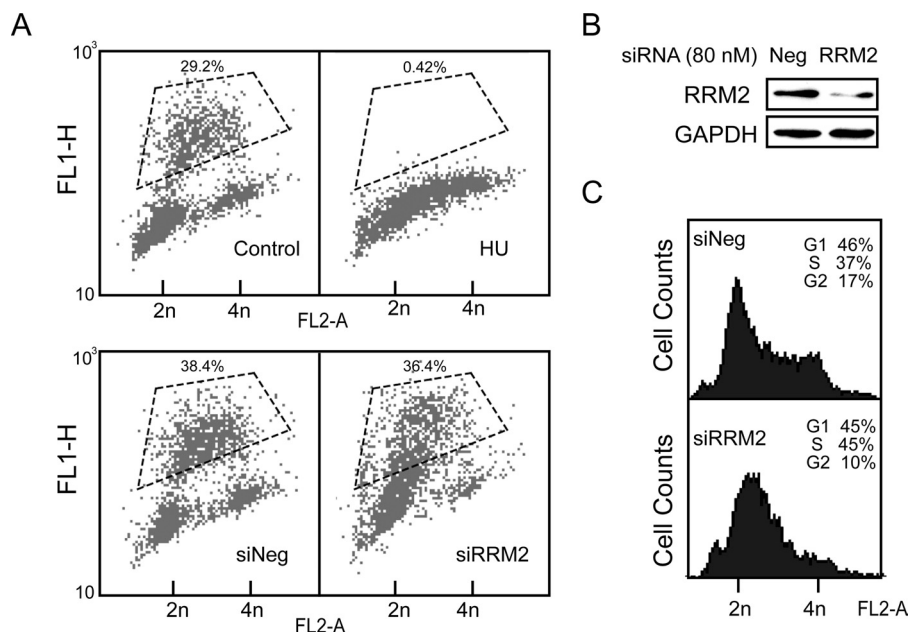 A
10³
29.2%
0.42%
FL1-H
Control
HU
10
2n
4n
2n
4n
FL2-A
10³
38.4%
36.4%
FL1-H
siNeg
siRRM2
10
2n
4n
2n
4n
FL2-A
B
siRNA (80 nM) Neg RRM2
RRM2
GAPDH
C
siNeg
G1 46%
S 37%
G2 17%
Cell Counts
siRRM2
G1 45%
S 45%
G2 10%
Cell Counts
2n
4n
FL2-A